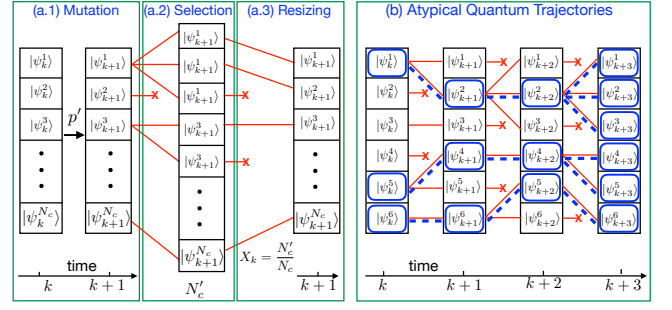 (a.1) Mutation
(a.2) Selection
(a.3) Resizing
|ψ_k^1⟩
|ψ_k^2⟩
|ψ_k^3⟩
|ψ_k^{N_c}⟩
p′
|ψ_{k+1}^1⟩
|ψ_{k+1}^2⟩
|ψ_{k+1}^3⟩
|ψ_{k+1}^{N_c}⟩
time
k
k + 1
|ψ_{k+1}^1⟩
|ψ_{k+1}^1⟩
|ψ_{k+1}^1⟩
|ψ_{k+1}^3⟩
|ψ_{k+1}^3⟩
|ψ_{k+1}^{N_c}⟩
N_c′
|ψ_{k+1}^1⟩
|ψ_{k+1}^1⟩
|ψ_{k+1}^3⟩
|ψ_{k+1}^{N_c}⟩
X_k = N_c′/N_c
k + 1
(b) Atypical Quantum Trajectories
|ψ_k^1⟩ |ψ_{k+1}^1⟩ |ψ_{k+2}^1⟩ |ψ_{k+3}^1⟩
|ψ_k^2⟩ |ψ_{k+1}^2⟩ |ψ_{k+2}^2⟩ |ψ_{k+3}^2⟩
|ψ_k^3⟩ |ψ_{k+1}^3⟩ |ψ_{k+2}^3⟩ |ψ_{k+3}^3⟩
|ψ_k^4⟩ |ψ_{k+1}^4⟩ |ψ_{k+2}^4⟩ |ψ_{k+3}^4⟩
|ψ_k^5⟩ |ψ_{k+1}^5⟩ |ψ_{k+2}^5⟩ |ψ_{k+3}^5⟩
|ψ_k^6⟩ |ψ_{k+1}^6⟩ |ψ_{k+2}^6⟩ |ψ_{k+3}^6⟩
time
k k + 1 k + 2 k + 3